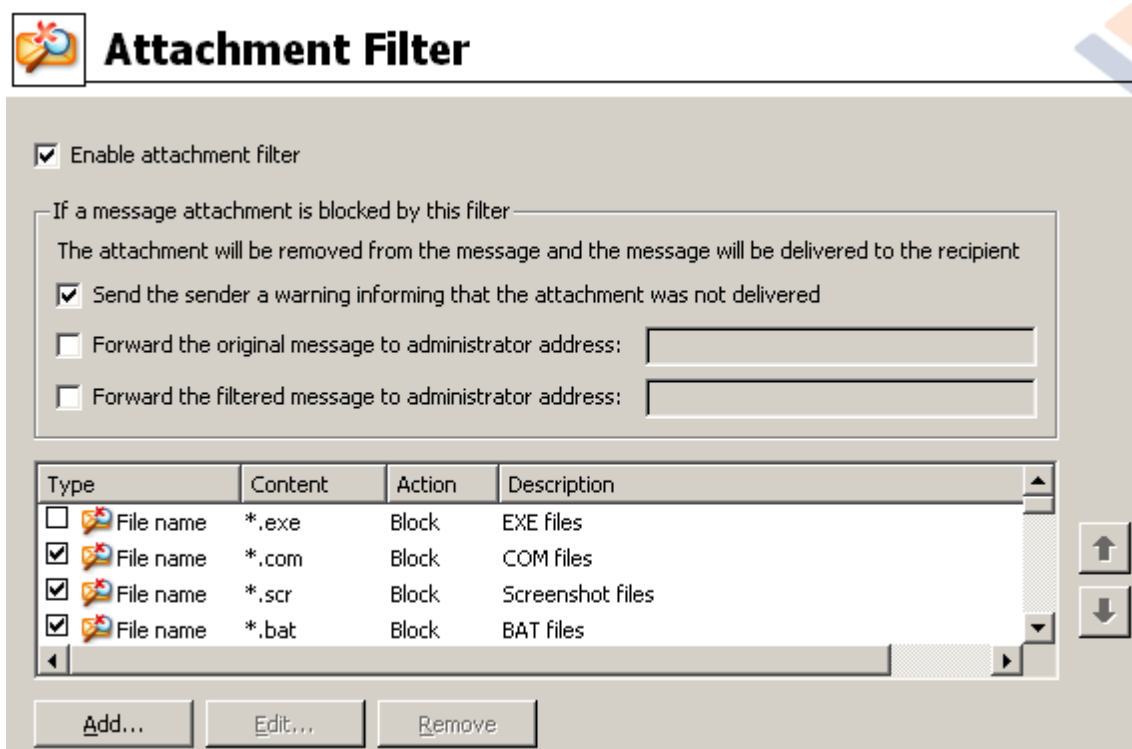 Attachment Filter
Enable attachment filter
If a message attachment is blocked by this filter
The attachment will be removed from the message and the message will be delivered to the recipient
Send the sender a warning informing that the attachment was not delivered
Forward the original message to administrator address:
Forward the filtered message to administrator address:
Type Content Action Description
File name *.exe Block EXE files
File name *.com Block COM files
File name *.scr Block Screenshot files
File name *.bat Block BAT files
Add... Edit... Remove